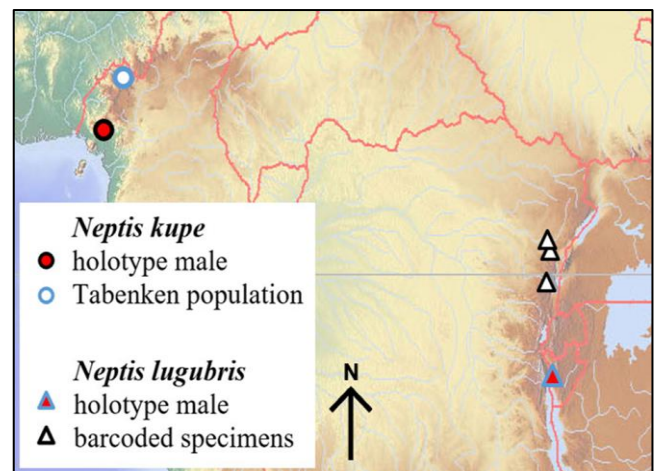 N
Neptis kupe
holotype male
Tabenken population
Neptis lugubris
holotype male
barcoded specimens